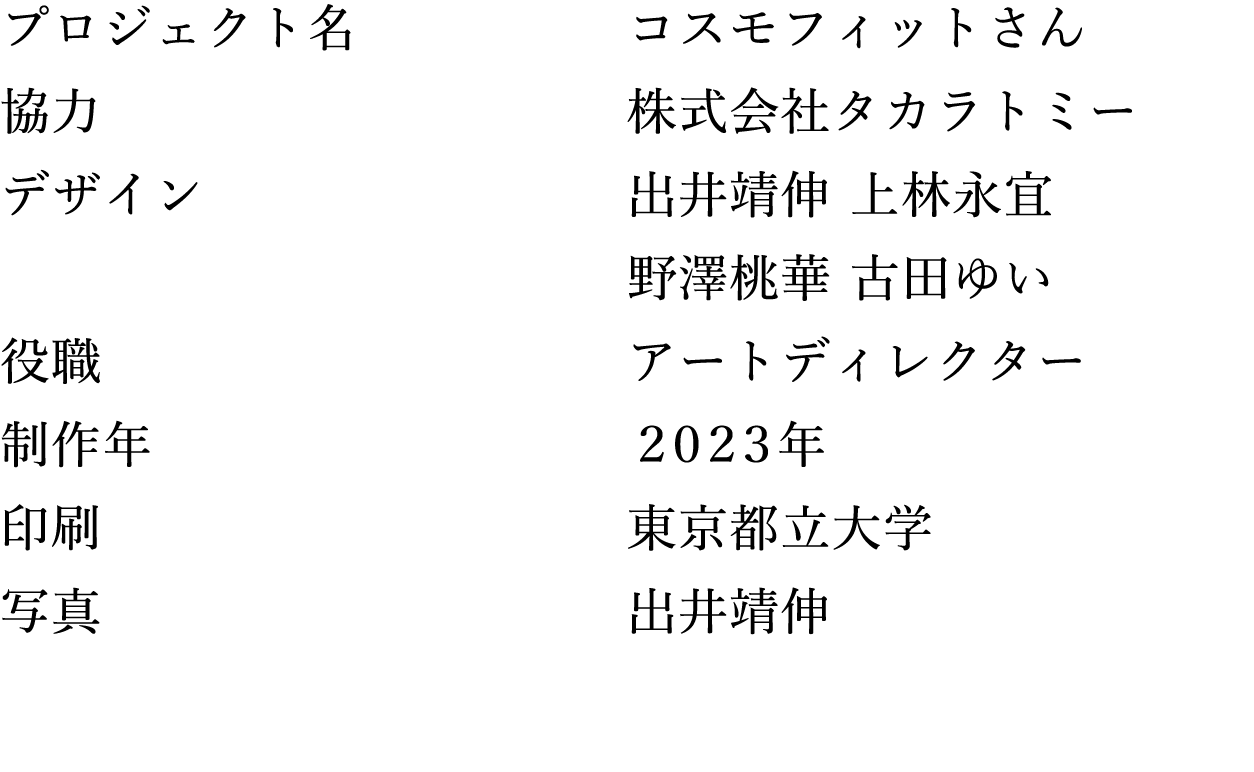 プロジェクト名 コスモフィットさん
協力 株式会社タカラトミー
デザイン 出井靖伸 上林永宜
野澤桃華 古田ゆい
役職 アートディレクター
制作年 2023年
印刷 東京都立大学
写真 出井靖伸